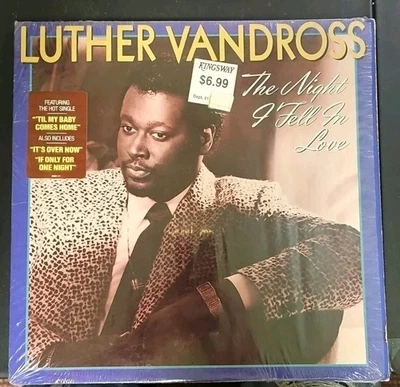 LUTHER VANDROSS
KINGSWAY
$6.99
The Night
I Fell In
Love
FEATURING
THE HOT SINGLE
"'TIL MY BABY
COMES HOME"
ALSO INCLUDES
"IT'S OVER NOW"
"IF ONLY FOR
ONE NIGHT"